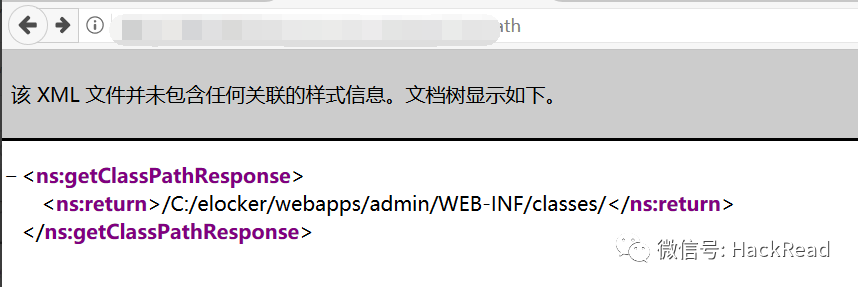 ath
该 XML 文件并未包含任何关联的样式信息。文档树显示如下。
− <ns:getClassPathResponse>
<ns:return>/C:/elocker/webapps/admin/WEB-INF/classes/</ns:return>
</ns:getClassPathResponse>
微信号: HackRead